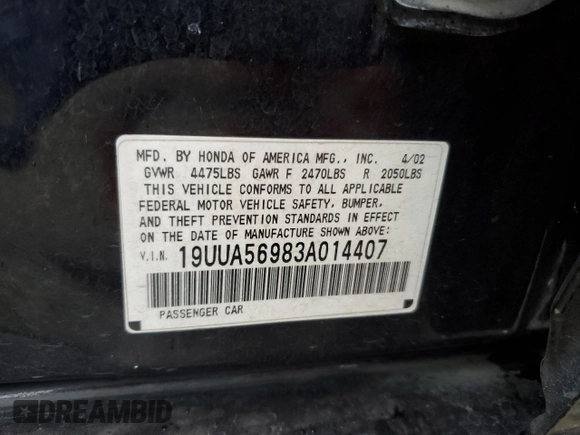 MFD. BY HONDA OF AMERICA MFG., INC. 4/02
GVWR 4475LBS GAWR F 2470LBS R 2050LBS
THIS VEHICLE CONFORMS TO ALL APPLICABLE
FEDERAL MOTOR VEHICLE SAFETY, BUMPER,
AND THEFT PREVENTION STANDARDS IN EFFECT
ON THE DATE OF MANUFACTURE SHOWN ABOVE:
V.I.N. 19UUA56983A014407
PASSENGER CAR
DREAMBID